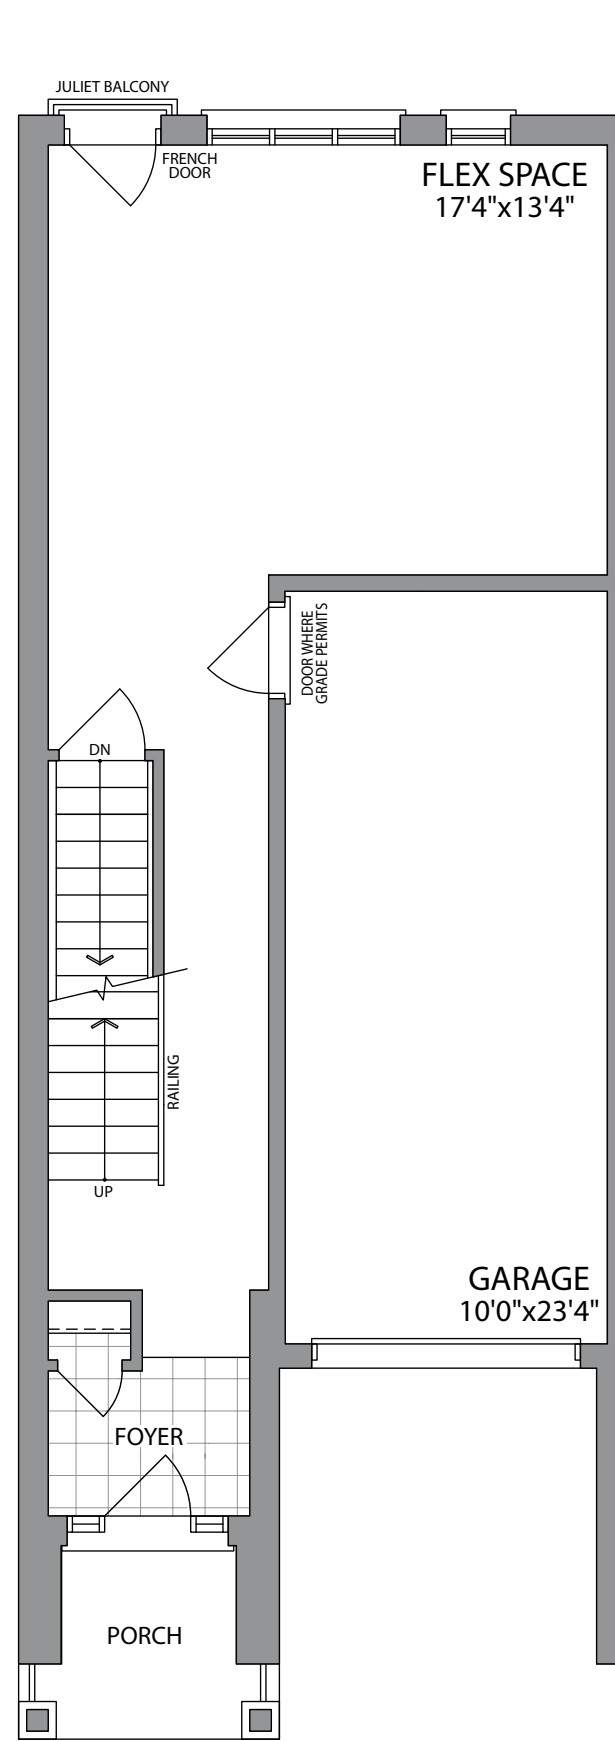 JULIET BALCONY
FRENCH
DOOR
FLEX SPACE
17'4"x13'4"
DOOR WHERE
GRADE PERMITS
DN
RAILING
UP
GARAGE
10'0"x23'4"
FOYER
PORCH